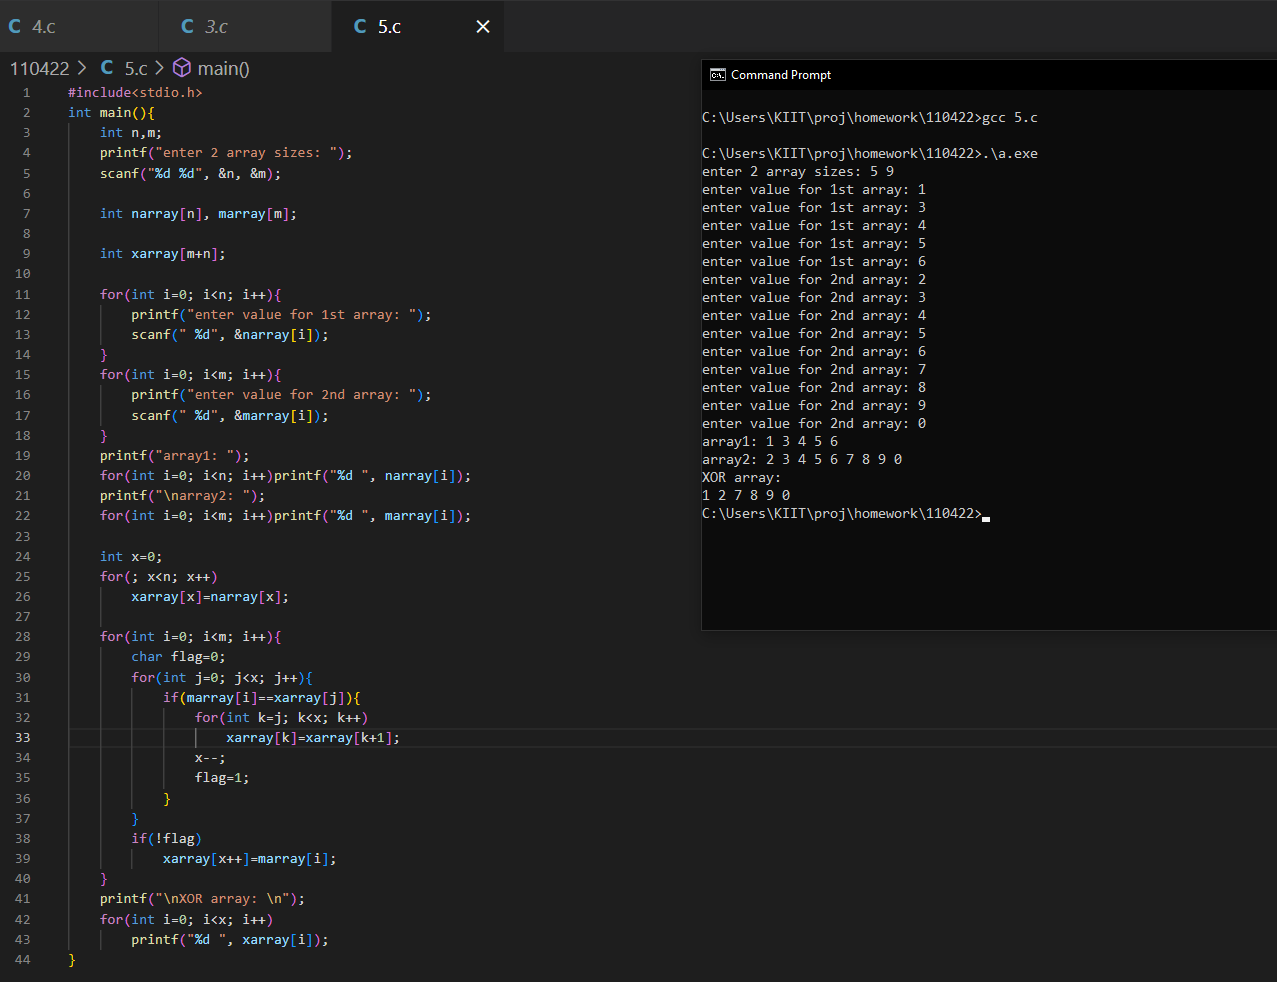 C 4.c C 3.c C 5.c ×
110422 > C 5.c > main()
1 #include<stdio.h>
2 int main(){
3     int n,m;
4     printf("enter 2 array sizes: ");
5     scanf("%d %d", &n, &m);
6
7     int narray[n], marray[m];
8
9     int xarray[m+n];
10
11     for(int i=0; i<n; i++){
12         printf("enter value for 1st array: ");
13         scanf(" %d", &narray[i]);
14     }
15     for(int i=0; i<m; i++){
16         printf("enter value for 2nd array: ");
17         scanf(" %d", &marray[i]);
18     }
19     printf("array1: ");
20     for(int i=0; i<n; i++)printf("%d ", narray[i]);
21     printf("\narray2: ");
22     for(int i=0; i<m; i++)printf("%d ", marray[i]);
23
24     int x=0;
25     for(; x<n; x++)
26         xarray[x]=narray[x];
27
28     for(int i=0; i<m; i++){
29         char flag=0;
30         for(int j=0; j<x; j++){
31             if(marray[i]==xarray[j]){
32                 for(int k=j; k<x; k++)
33                     xarray[k]=xarray[k+1];
34                 x--;
35                 flag=1;
36             }
37         }
38         if(!flag)
39             xarray[x++]=marray[i];
40     }
41     printf("\nXOR array: \n");
42     for(int i=0; i<x; i++)
43         printf("%d ", xarray[i]);
44 }
Command Prompt
C:\Users\KIIT\proj\homework\110422>gcc 5.c
C:\Users\KIIT\proj\homework\110422>.\a.exe
enter 2 array sizes: 5 9
enter value for 1st array: 1
enter value for 1st array: 3
enter value for 1st array: 4
enter value for 1st array: 5
enter value for 1st array: 6
enter value for 2nd array: 2
enter value for 2nd array: 3
enter value for 2nd array: 4
enter value for 2nd array: 5
enter value for 2nd array: 6
enter value for 2nd array: 7
enter value for 2nd array: 8
enter value for 2nd array: 9
enter value for 2nd array: 0
array1: 1 3 4 5 6
array2: 2 3 4 5 6 7 8 9 0
XOR array:
1 2 7 8 9 0
C:\Users\KIIT\proj\homework\110422>